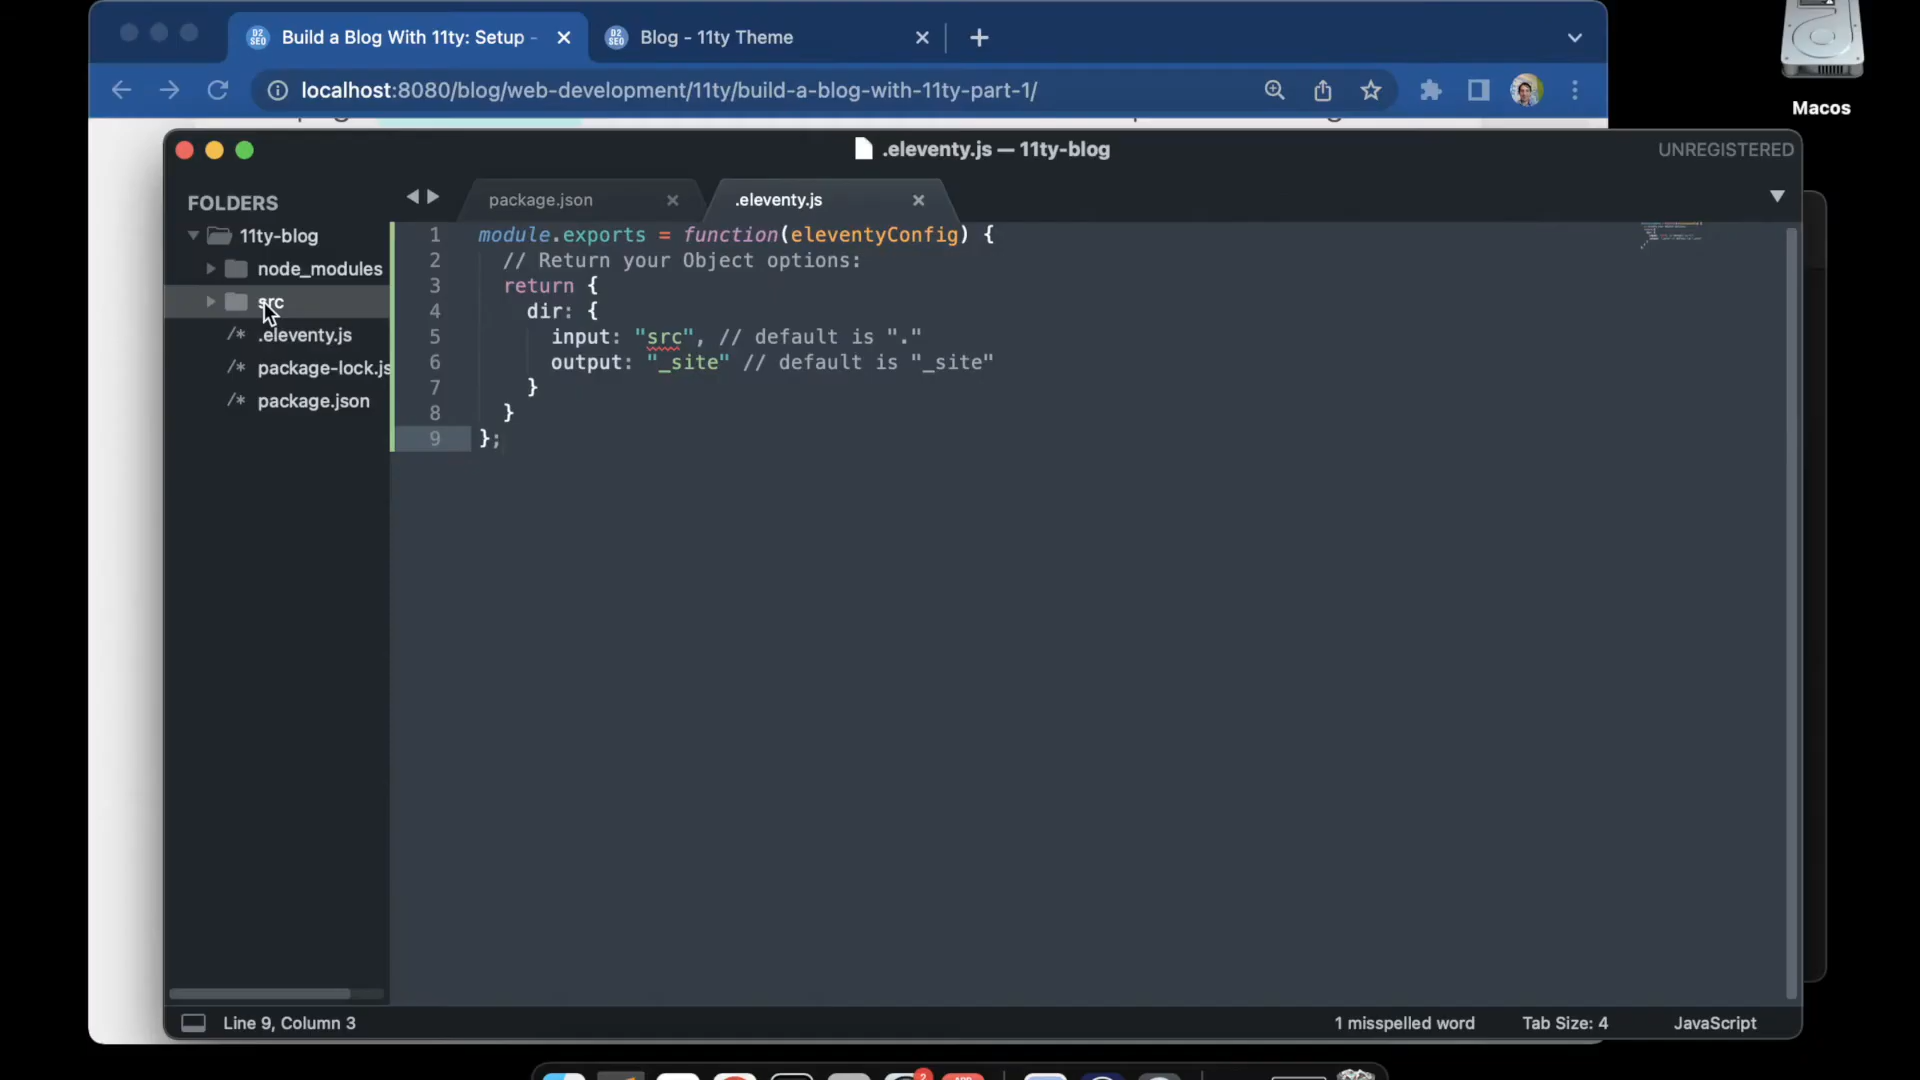 Build a Blog With 11ty: Setup -
Blog - 11ty Theme
localhost:8080/blog/web-development/11ty/build-a-blog-with-11ty-part-1/
Macos
.eleventy.js — 11ty-blog
UNREGISTERED
FOLDERS
11ty-blog
node_modules
src
/* .eleventy.js
/* package-lock.js
/* package.json
package.json
.eleventy.js
1 module.exports = function(eleventyConfig) {
2 // Return your Object options:
3 return {
4 dir: {
5 input: "src", // default is "."
6 output: "_site" // default is "_site"
7 }
8 }
9 };
Line 9, Column 3
1 misspelled word
Tab Size: 4
JavaScript
2